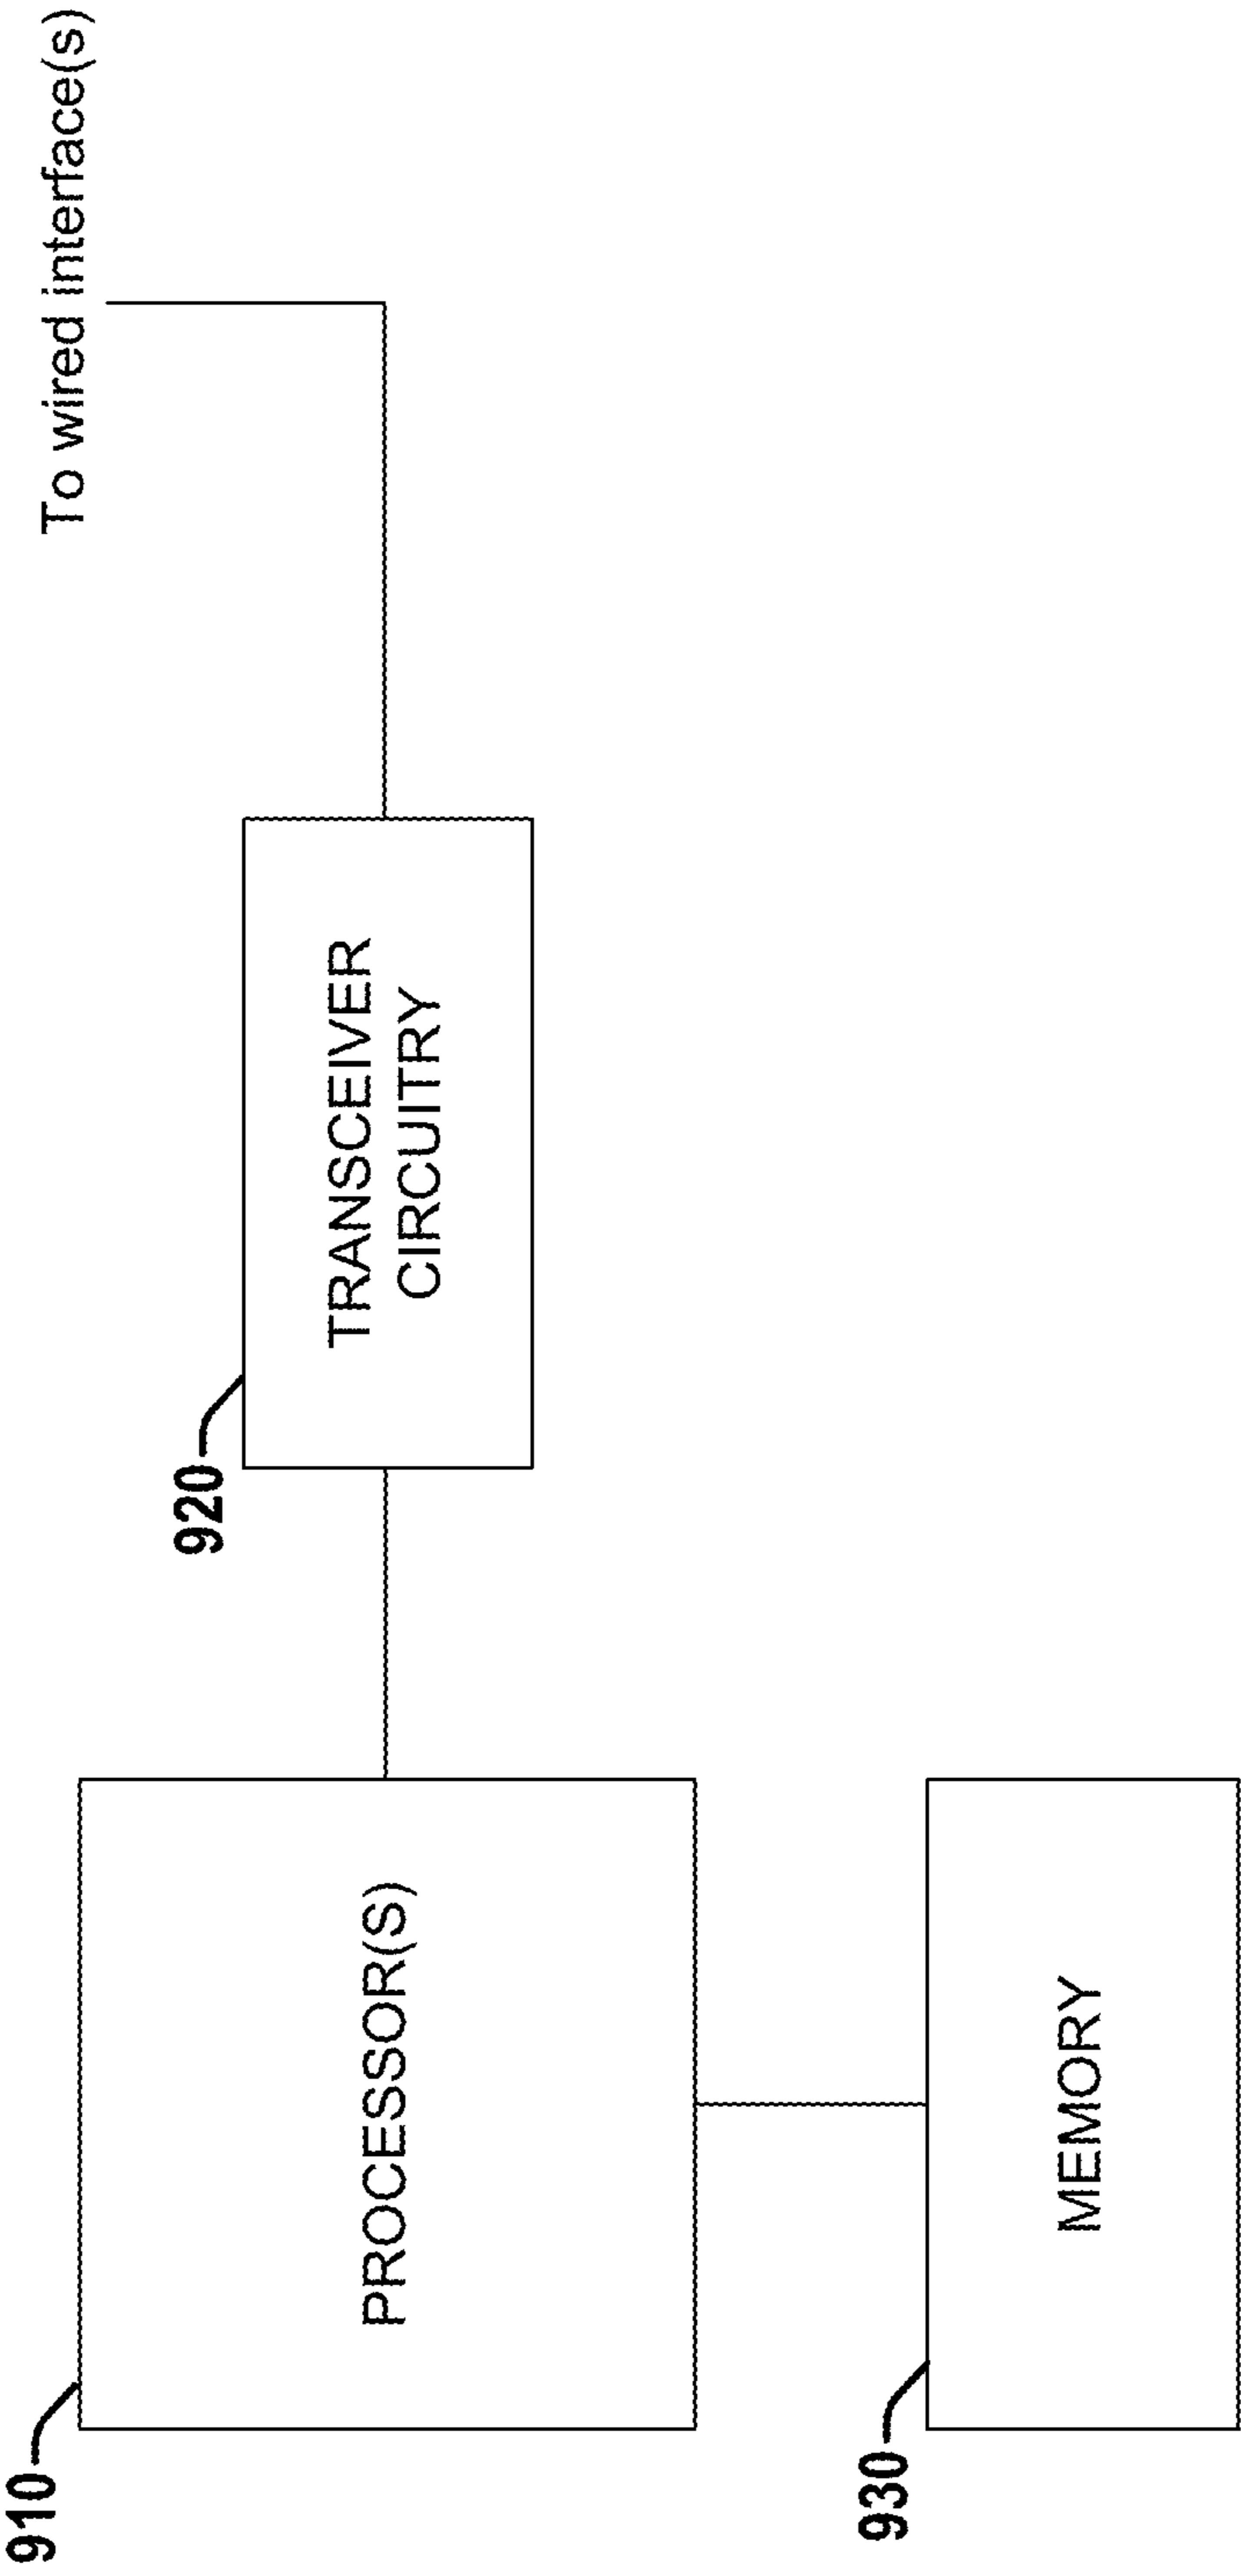 To wired interface(s)
920
TRANSCEIVER
CIRCUITRY
910
PROCESSOR(S)
930
MEMORY